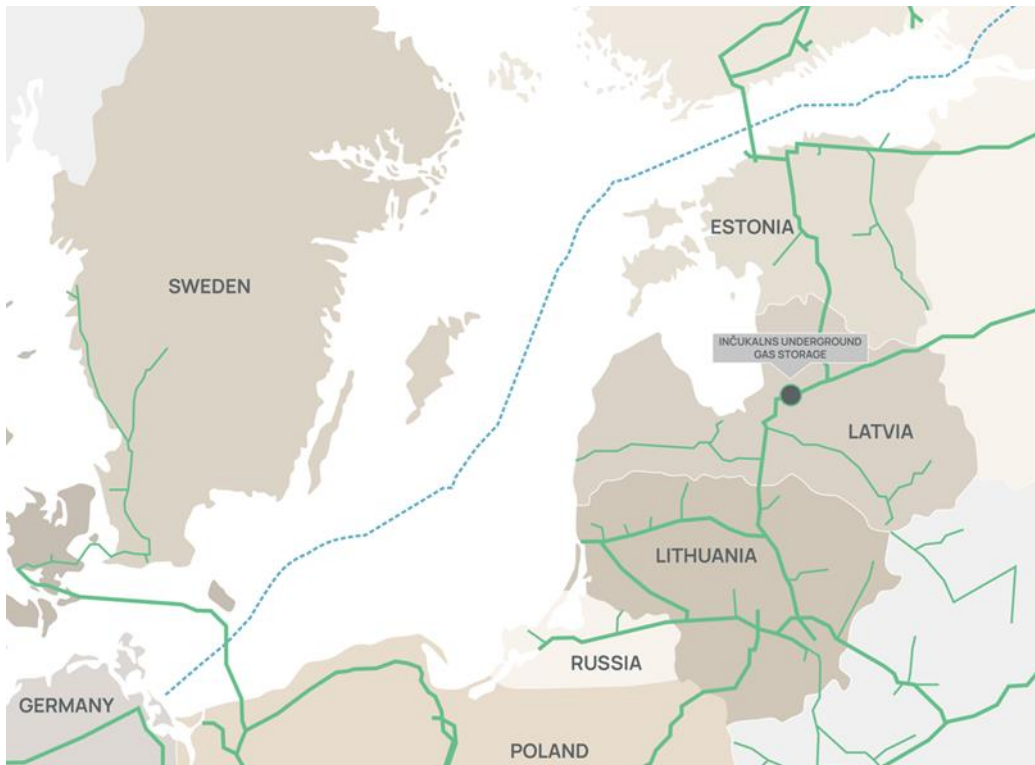 ESTONIA
SWEDEN
INČUKALNS UNDERGROUND
GAS STORAGE
LATVIA
LITHUANIA
RUSSIA
GERMANY
POLAND